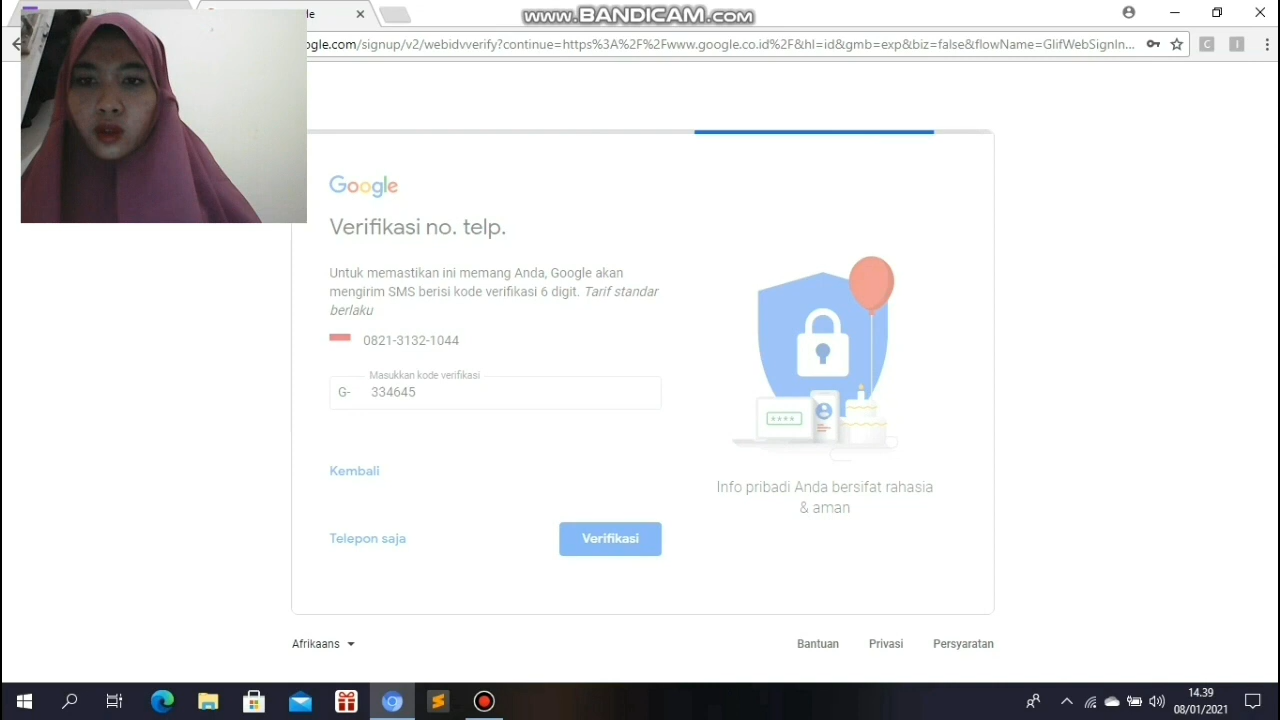 www.BANDICAM.com
le
gle.com/signup/v2/webidvverify?continue=https%3A%2F%2Fwww.google.co.id%2F&hl=id&gmb=exp&biz=false&flowName=GlifWebSignIn...
C
I
Google
Verifikasi no. telp.
Untuk memastikan ini memang Anda, Google akan
mengirim SMS berisi kode verifikasi 6 digit. Tarif standar
berlaku
0821-3132-1044
Masukkan kode verifikasi
G- 334645
Kembali
Telepon saja
Verifikasi
****
Info pribadi Anda bersifat rahasia
& aman
Afrikaans
Bantuan
Privasi
Persyaratan
14.39
08/01/2021